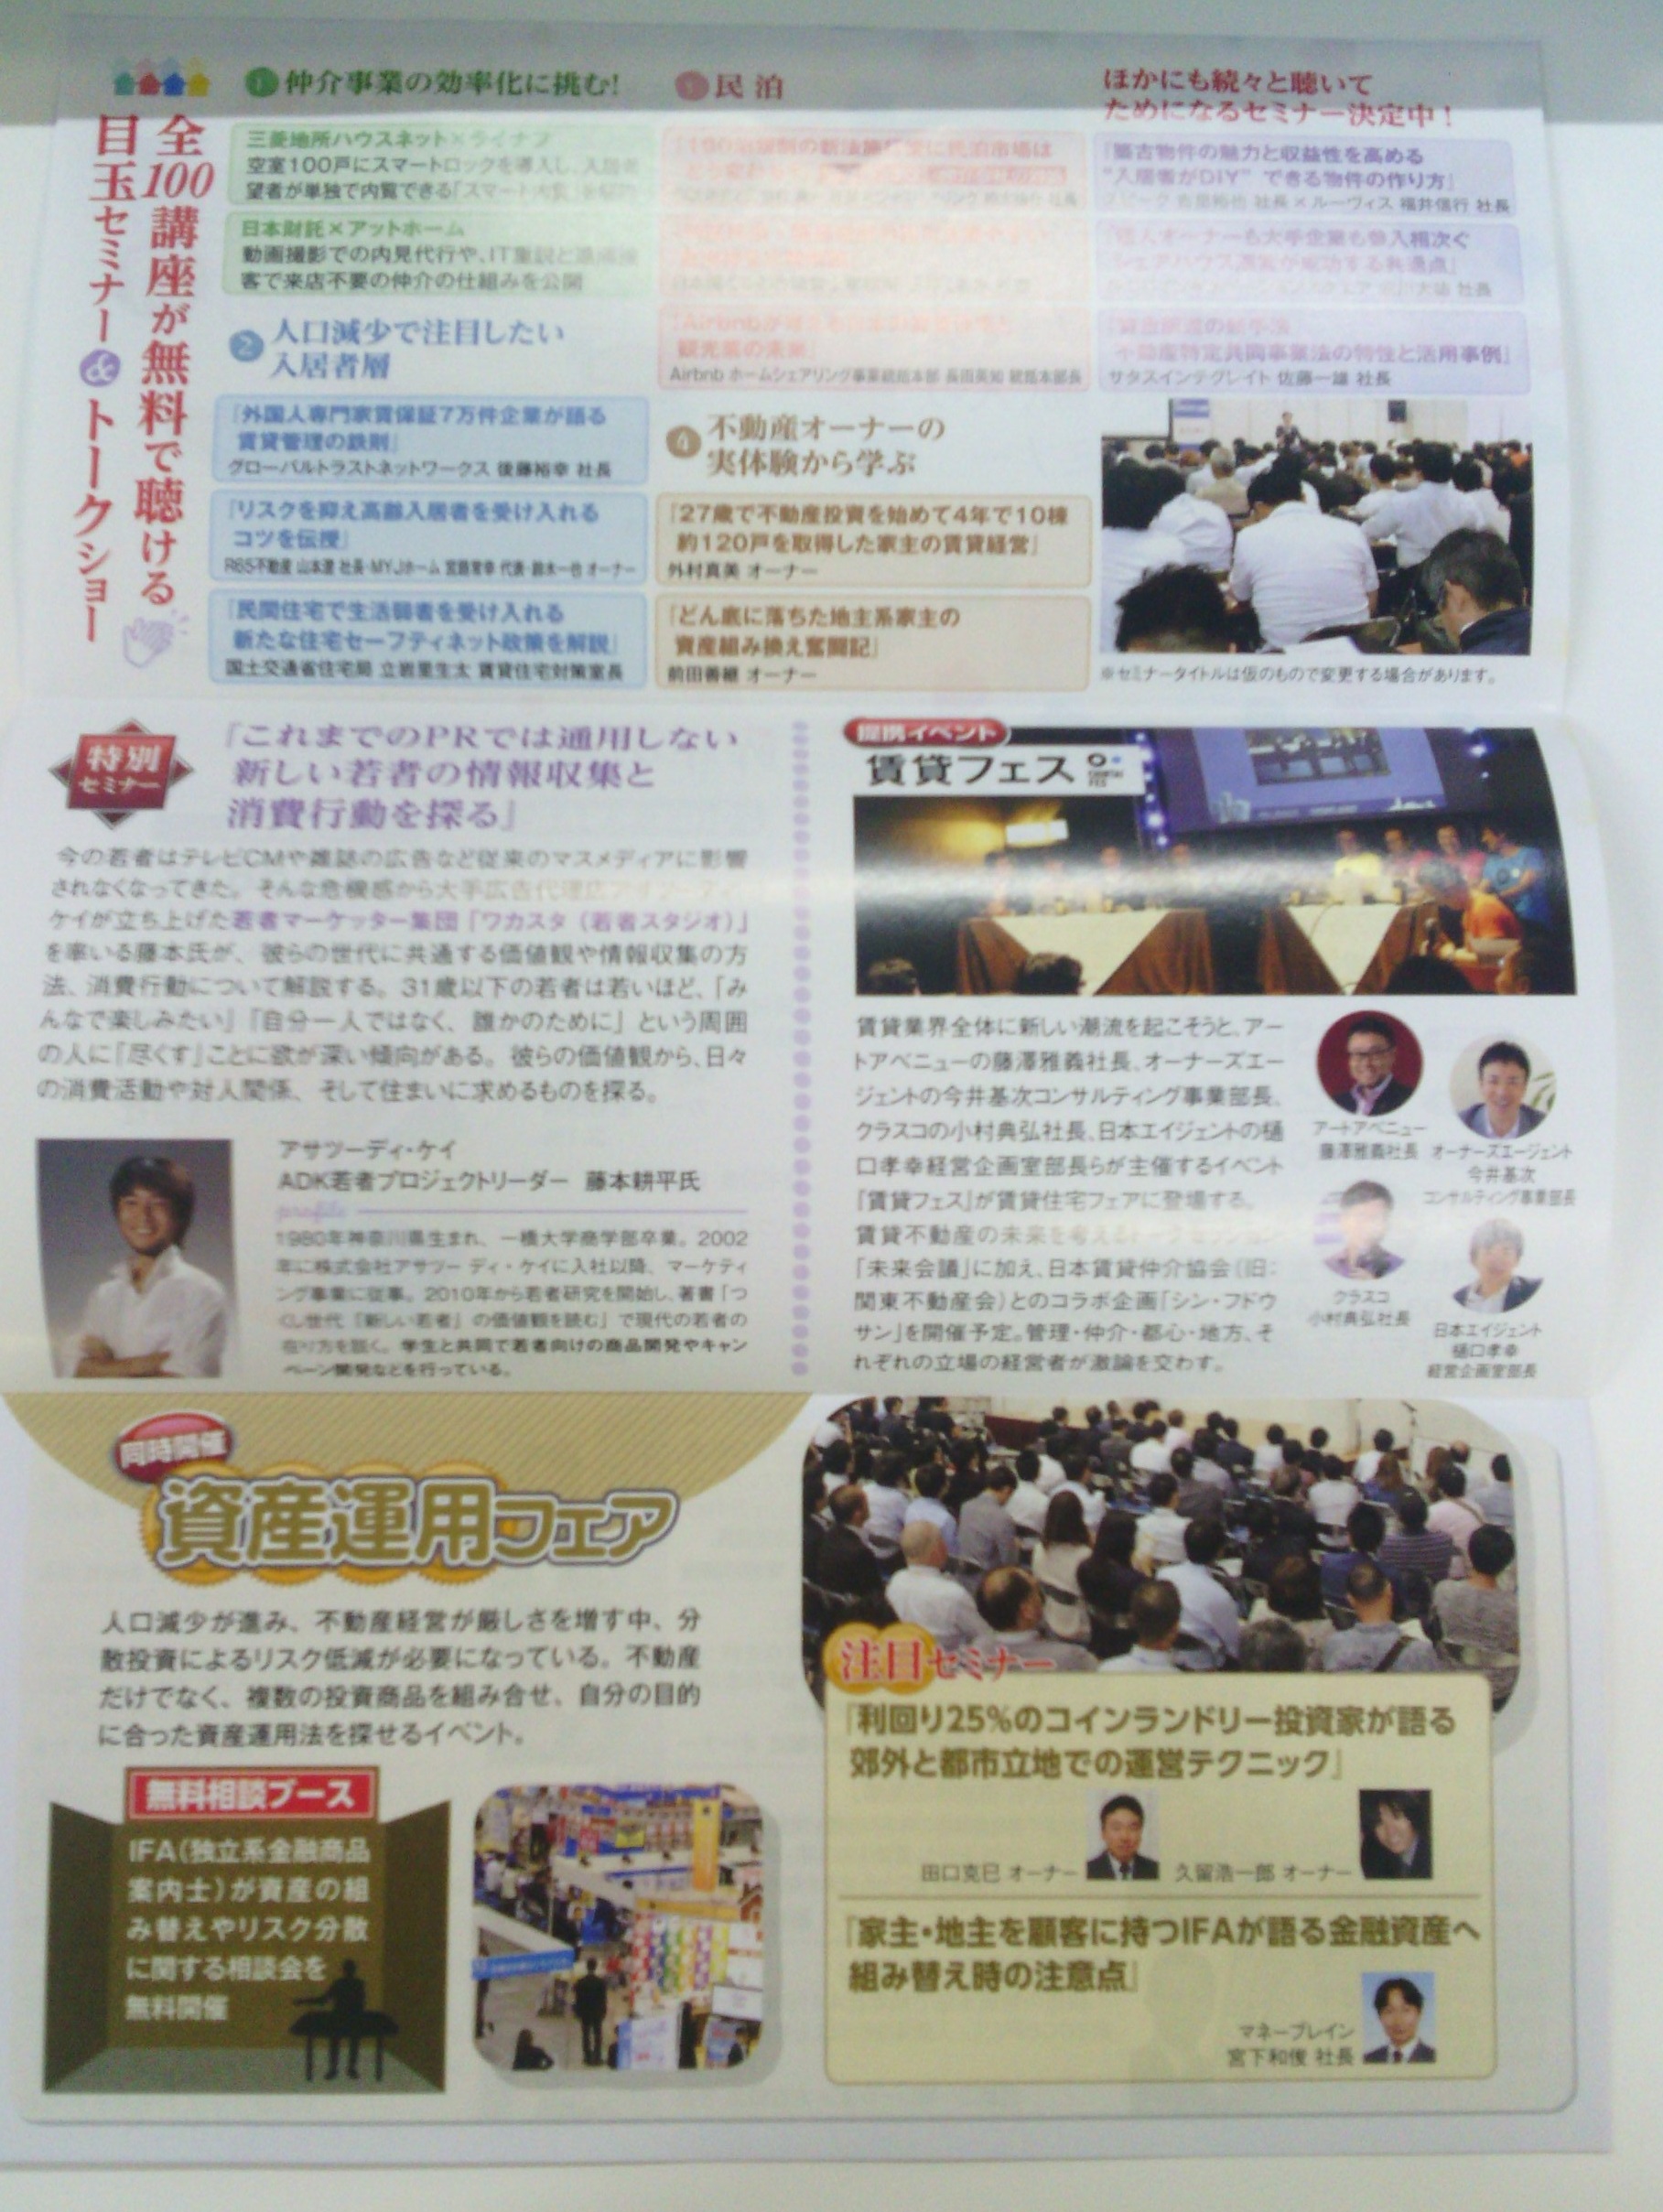 全100講座が無料で聴ける
目玉セミナー&トークショー
1 仲介事業の効率化に挑む!
三菱地所ハウスネット×ライナフ
空室100戸にスマートロックを導入し、入居希
望者が単独で内覧できる「スマート
日本財託×アットホーム
動画撮影での内見代行や、IT重説と
客で来店不要の仲介の仕組みを公開
2 人口減少で注目したい
入居者層
『外国人専門家賃保証7万件企業が語る
賃貸管理の鉄則』
グローバルトラストネットワークス 後藤裕幸 社長
『リスクを抑え高齢入居者を受け入れる
コツを伝授』
R65不動産 山本遼 社長・MYJホーム 代表・鈴木一也 オーナー
『民間住宅で生活弱者を受け入れる
新たな住宅セーフティネット政策を解説』
国土交通省住宅局 立岩里生太 賃貸住宅対策室長
民泊
の新法施行後に民泊市場は
『Airbnbが
観光業の未来』
Airbnb ホームシェアリング事業統括本部 長田英知 統括本部長
4 不動産オーナーの
実体験から学ぶ
『27歳で不動産投資を始めて4年で10棟
約120戸を取得した家主の賃貸経営』
外村真美 オーナー
『どん底に落ちた地主系家主の
資産組み換え奮闘記』
前田善継 オーナー
ほかにも続々と聴いて
ためになるセミナー決定中!
『築古物件の魅力と収益性を高める
“入居者がDIY”できる物件の作り方』
スピーク 吉里裕也 社長×ルーヴィス 福井信行 社長
『個人オーナーも大手企業も参入相次ぐ
シェアハウス運営が成功する共通点』
社長
不動産特定共同事業法の特性と活用事例』
サタスインテグレイト 佐藤一雄 社長
※セミナータイトルは仮のもので変更する場合があります。
特別
セミナー
『これまでのPRでは通用しない
新しい若者の情報収集と
消費行動を探る』
今の若者はテレビCMや雑誌の広告など従来のマスメディアに影響
されなくなってきた。そんな危機感から大手広告代理店アサツー ディ・
ケイが立ち上げた若者マーケッター集団「ワカスタ(若者スタジオ)」
を率いる藤本氏が、彼らの世代に共通する価値観や情報収集の方
法、消費行動について解説する。31歳以下の若者は若いほど、「み
んなで楽しみたい」「自分一人ではなく、誰かのために」という周囲
の人に「尽くす」ことに欲が深い傾向がある。彼らの価値観から、日々
の消費活動や対人関係、そして住まいに求めるものを探る。
アサツー ディ・ケイ
ADK若者プロジェクトリーダー 藤本耕平氏
profile
1980年神奈川県生まれ、一橋大学商学部卒業。2002
年に株式会社アサツー ディ・ケイに入社以降、マーケティ
ング事業に従事。2010年から若者研究を開始し、著書「つ
くし世代『新しい若者』の価値観を読む」で現代の若者の
在り方を説く。学生と共同で若者向けの商品開発やキャン
ペーン開発などを行っている。
提携イベント
賃貸フェス
CHINTAI
FES
賃貸業界全体に新しい潮流を起こそうと、アー
トアベニューの藤澤雅義社長、オーナーズエー
ジェントの今井基次コンサルティング事業部長、
クラスコの小村典弘社長、日本エイジェントの樋
口孝幸経営企画室部長らが主催するイベント
『賃貸フェス』が賃貸住宅フェアに登場する。
賃貸不動産の未来を考えるトークセッション
「未来会議」に加え、日本賃貸仲介協会(旧:
関東不動産会)とのコラボ企画「シン・フドウ
サン」を開催予定。管理・仲介・都心・地方、そ
れぞれの立場の経営者が激論を交わす。
アートアベニュー
藤澤雅義社長
オーナーズエージェント
今井基次
コンサルティング事業部長
クラスコ
小村典弘社長
日本エイジェント
樋口孝幸
経営企画室部長
同時開催
資産運用フェア
人口減少が進み、不動産経営が厳しさを増す中、分
散投資によるリスク低減が必要になっている。不動産
だけでなく、複数の投資商品を組み合せ、自分の目的
に合った資産運用法を探せるイベント。
無料相談ブース
IFA(独立系金融商品
案内士)が資産の組
み替えやリスク分散
に関する相談会を
無料開催
注目セミナー
『利回り25%のコインランドリー投資家が語る
郊外と都市立地での運営テクニック』
田口克巳 オーナー
久留浩一郎 オーナー
『家主・地主を顧客に持つIFAが語る金融資産へ
組み替え時の注意点』
マネーブレイン
宮下和俊 社長